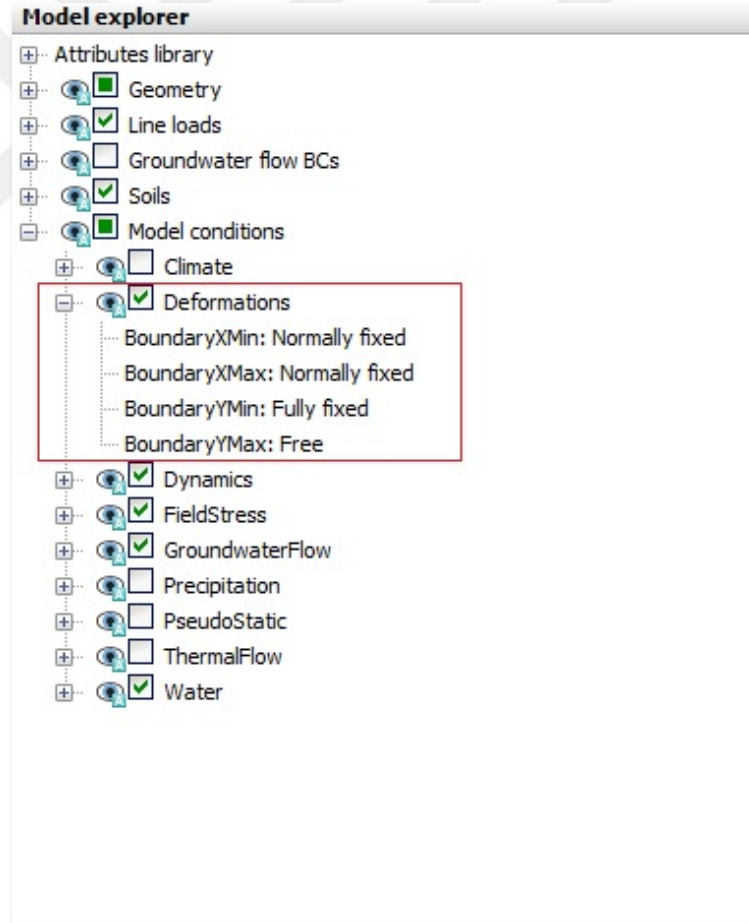 Model explorer
Attributes library
Geometry
Line loads
Groundwater flow BCs
Soils
Model conditions
Climate
Deformations
BoundaryXMin: Normally fixed
BoundaryXMax: Normally fixed
BoundaryYMin: Fully fixed
BoundaryYMax: Free
Dynamics
FieldStress
GroundwaterFlow
Precipitation
PseudoStatic
ThermalFlow
Water